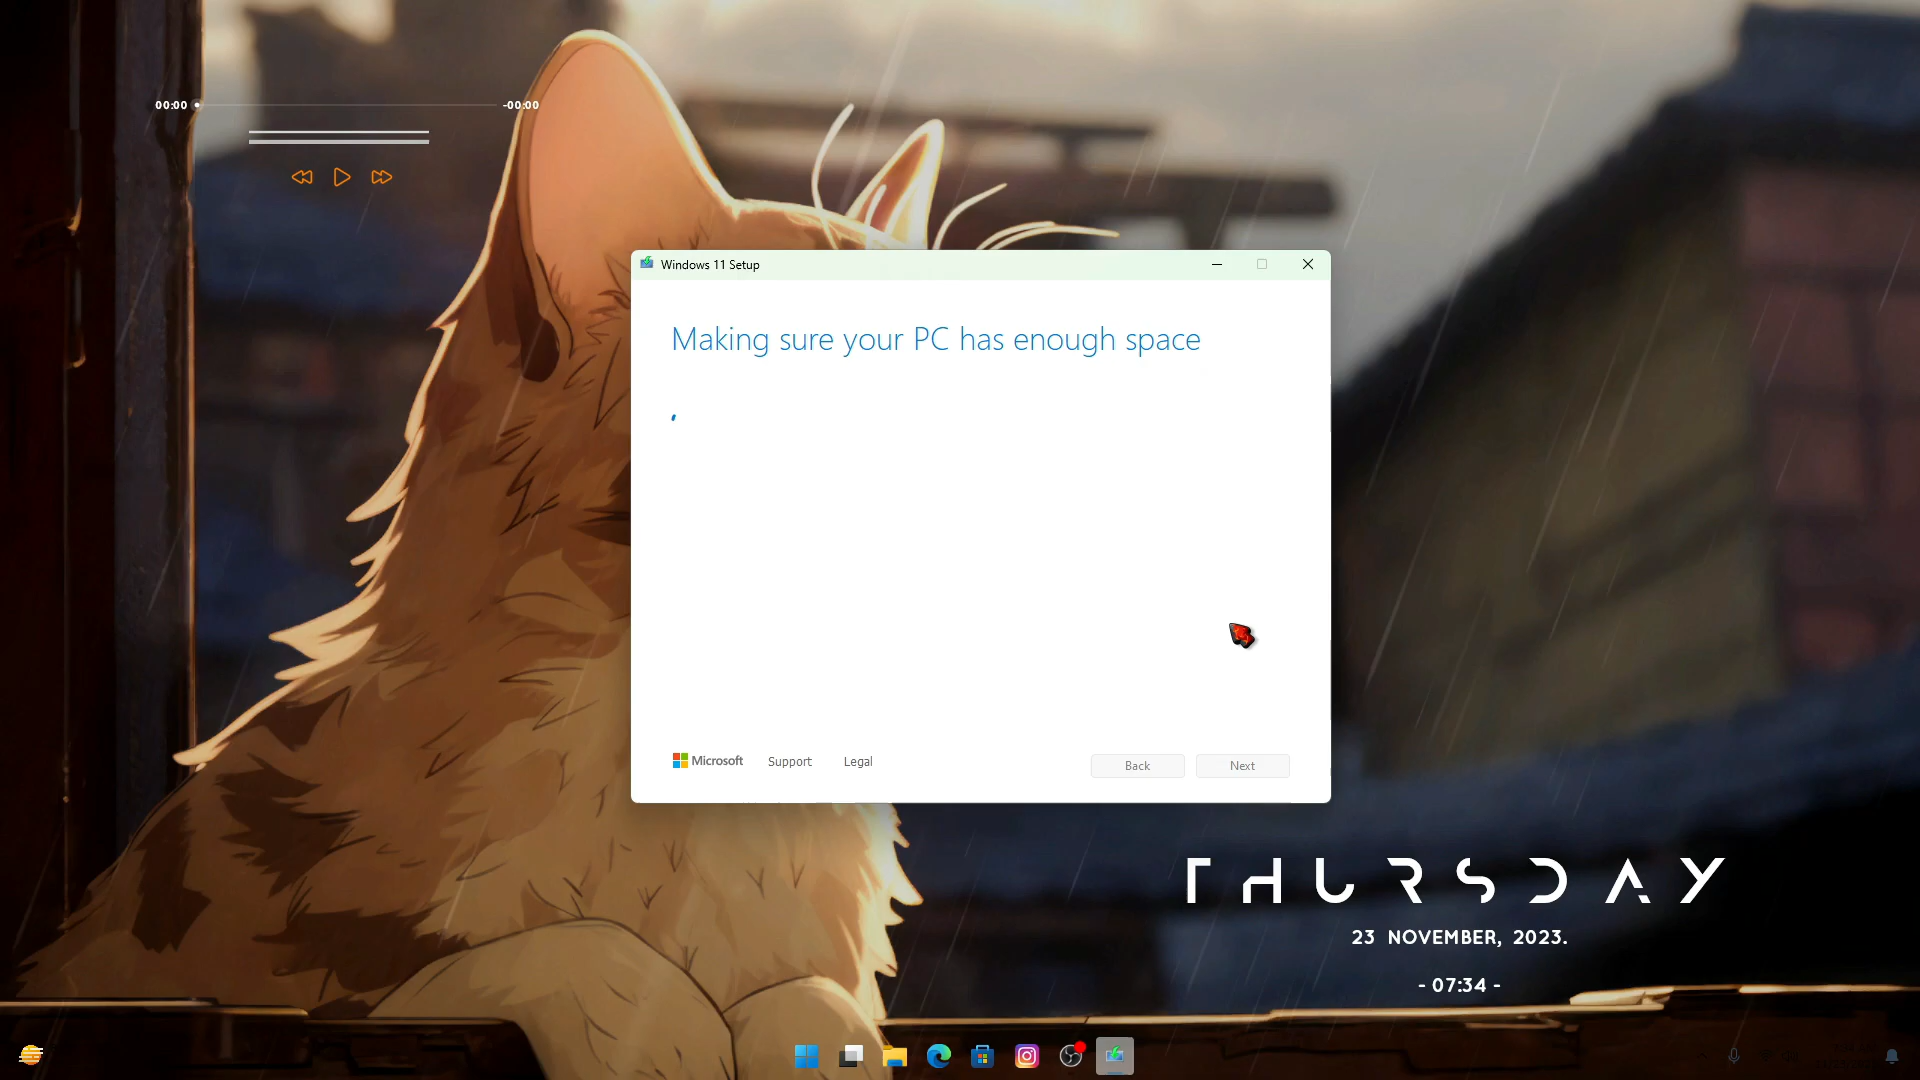 00:00 -00:00
Windows 11 Setup
Making sure your PC has enough space
Microsoft Support Legal
Back Next
THURSDAY
23 NOVEMBER, 2023.
- 07:34 -